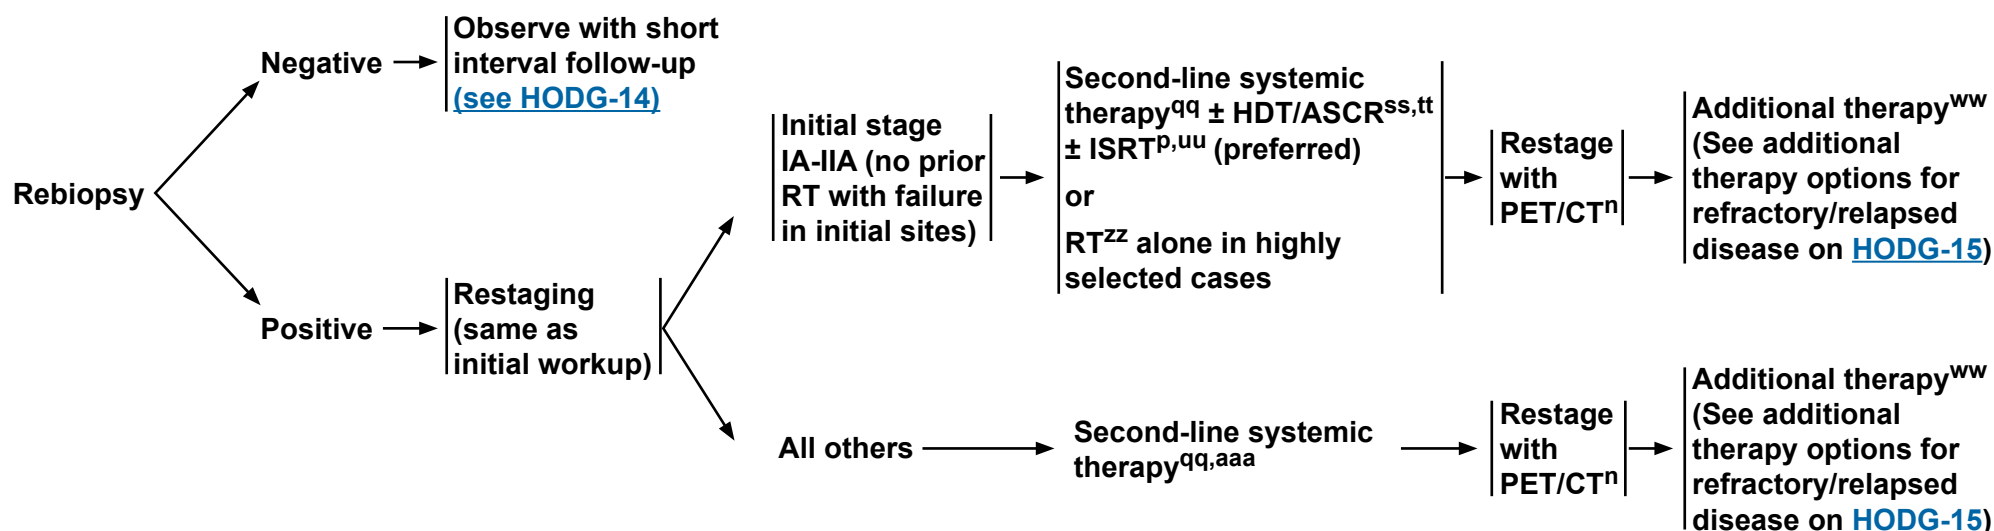 Rebiopsy
Negative
Observe with short
interval follow-up
(see HODG-14)
Positive
Restaging
(same as
initial workup)
Initial stage
IA-IIA (no prior
RT with failure
in initial sites)
Second-line systemic
therapyqq ± HDT/ASCRss,tt
± ISRTp,uu (preferred)
or
RTzz alone in highly
selected cases
Restage
with
PET/CTn
Additional therapyww
(See additional
therapy options for
refractory/relapsed
disease on HODG-15)
All others
Second-line systemic
therapyqq,aaa
Restage
with
PET/CTn
Additional therapyww
(See additional
therapy options for
refractory/relapsed
disease on HODG-15)